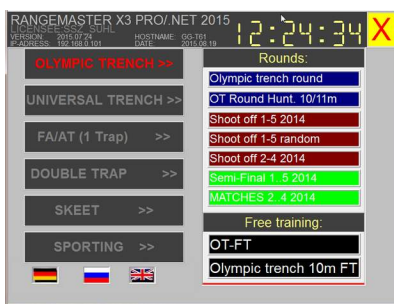 RANGEMASTER X3 PRO/.NET 2015
LICENSEE:SSZ SUHL
VERSION: 2015.07.24 HOSTNAME: GG-T61
IP-ADRESS: 192.168.0.101 DATE: 2015.08.19
12:24:34
X
OLYMPIC TRENCH >>
UNIVERSAL TRENCH >>
FA/AT (1 Trap) >>
DOUBLE TRAP >>
SKEET >>
SPORTING >>
Rounds:
Olympic trench round
OT Round Hunt. 10/11m
Shoot off 1-5 2014
Shoot off 1-5 random
Shoot off 2-4 2014
Semi-Final 1..5 2014
MATCHES 2..4 2014
Free training:
OT-FT
Olympic trench 10m FT